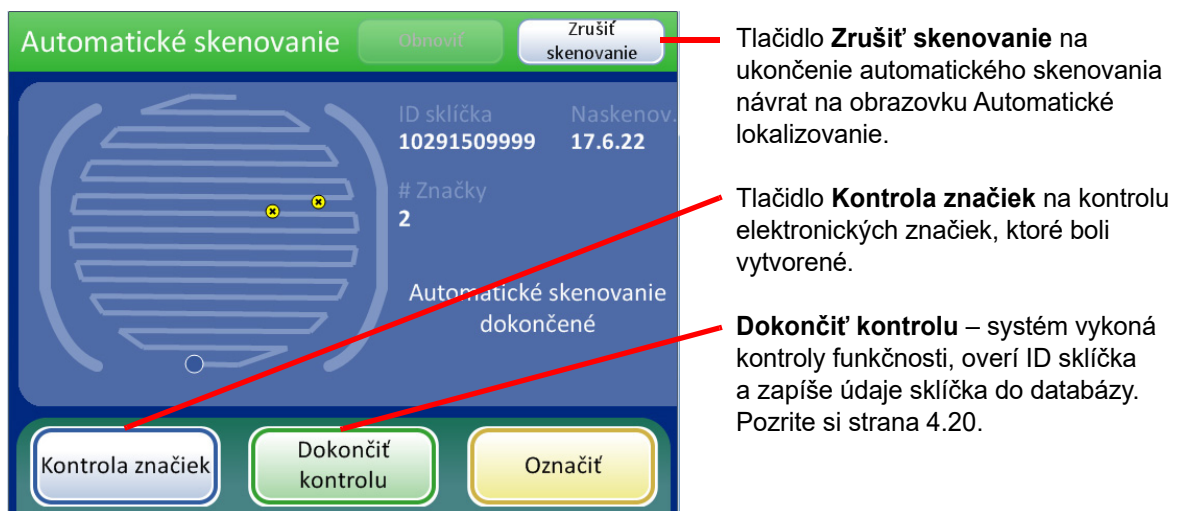 Automatické skenovanie
Obnoviť
Zrušiť
skenovanie
ID sklíčka
Naskenov.
10291509999
17.6.22
# Značky
2
Automatické skenovanie
dokončené
Kontrola značiek
Dokončiť
kontrolu
Označiť
Tlačidlo Zrušiť skenovanie na
ukončenie automatického skenovania
návrat na obrazovku Automatické
lokalizovanie.
Tlačidlo Kontrola značiek na kontrolu
elektronických značiek, ktoré boli
vytvorené.
Dokončiť kontrolu – systém vykoná
kontroly funkčnosti, overí ID sklíčka
a zapíše údaje sklíčka do databázy.
Pozrite si strana 4.20.